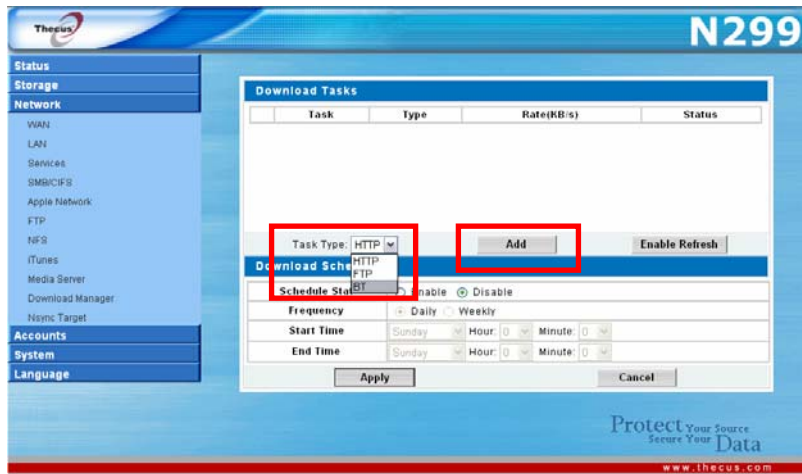 Thecus
N299
Status
Storage
Network
WAN
LAN
Services
SMB/CIFS
Apple Network
FTP
NFS
iTunes
Media Server
Download Manager
Nsync Target
Accounts
System
Language
Download Tasks
Task Type Rate(KB/s) Status
Task Type: HTTP Add Enable Refresh
HTTP
FTP
BT
Download Sche
Schedule Stat Enable Disable
Frequency Daily Weekly
Start Time Sunday Hour: 0 Minute: 0
End Time Sunday Hour: 0 Minute: 0
Apply Cancel
Protect Your Source
Secure Your Data
www.thecus.com